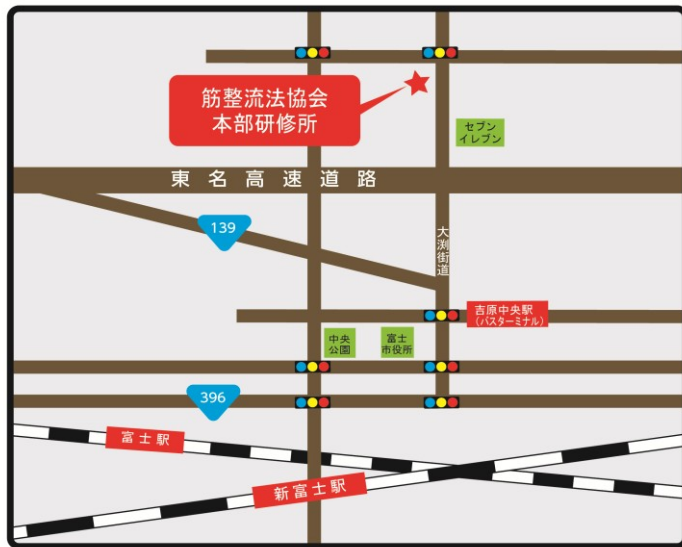 筋整流法協会
本部研修所
セブン
イレブン
東名高速道路
139
大渕街道
吉原中央駅
(バスターミナル)
中央
公園
富士
市役所
396
富士駅
新富士駅